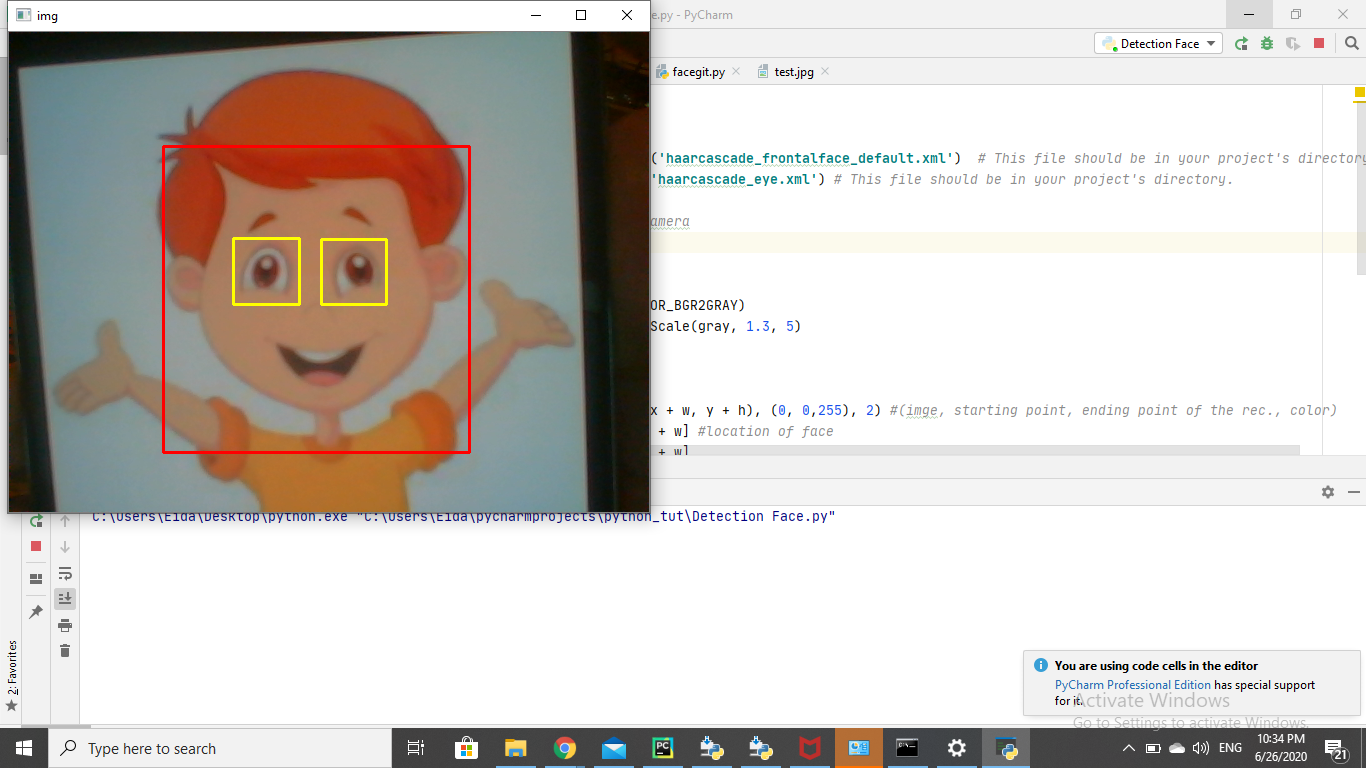 img
e.py - PyCharm
Detection Face
facegit.py
test.jpg
('haarcascade_frontalface_default.xml')  # This file should be in your project's directory
'haarcascade_eye.xml') # This file should be in your project's directory.
amera
OR_BGR2GRAY)
Scale(gray, 1.3, 5)
x + w, y + h), (0, 0,255), 2) #(imge, starting point, ending point of the rec., color)
+ w] #location of face
+ w]
C:\Users\Eida\Desktop\python.exe "C:\Users\Eida\pycharmprojects\python_tut\Detection Face.py"
2: Favorites
You are using code cells in the editor
PyCharm Professional Edition has special support
for it.
Activate Windows
Go to Settings to activate Windows.
Type here to search
PC
ENG
10:34 PM
6/26/2020
21